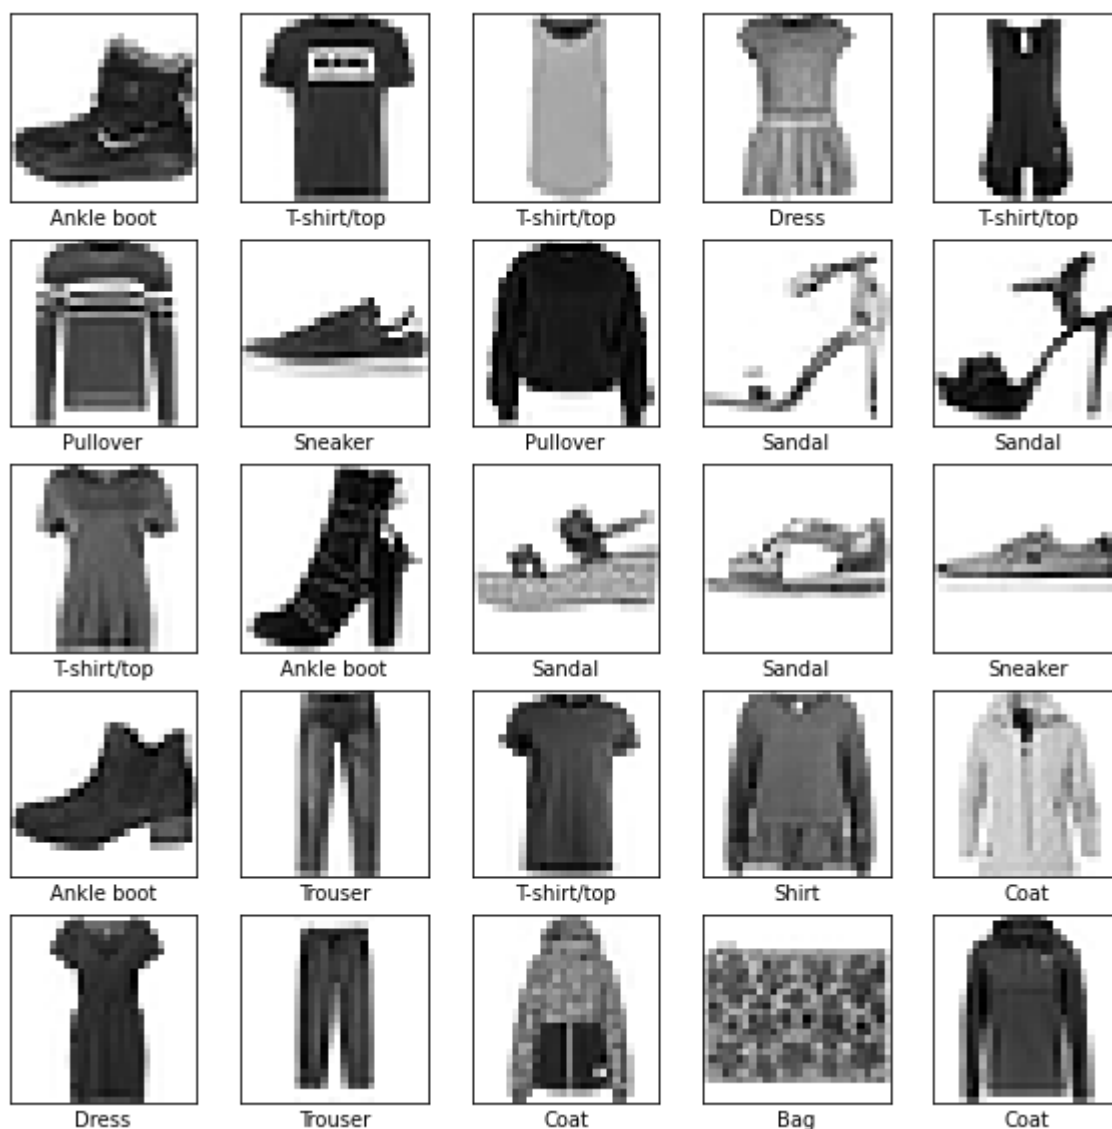 Ankle boot T-shirt/top T-shirt/top Dress T-shirt/top
Pullover Sneaker Pullover Sandal Sandal
T-shirt/top Ankle boot Sandal Sandal Sneaker
Ankle boot Trouser T-shirt/top Shirt Coat
Dress Trouser Coat Bag Coat